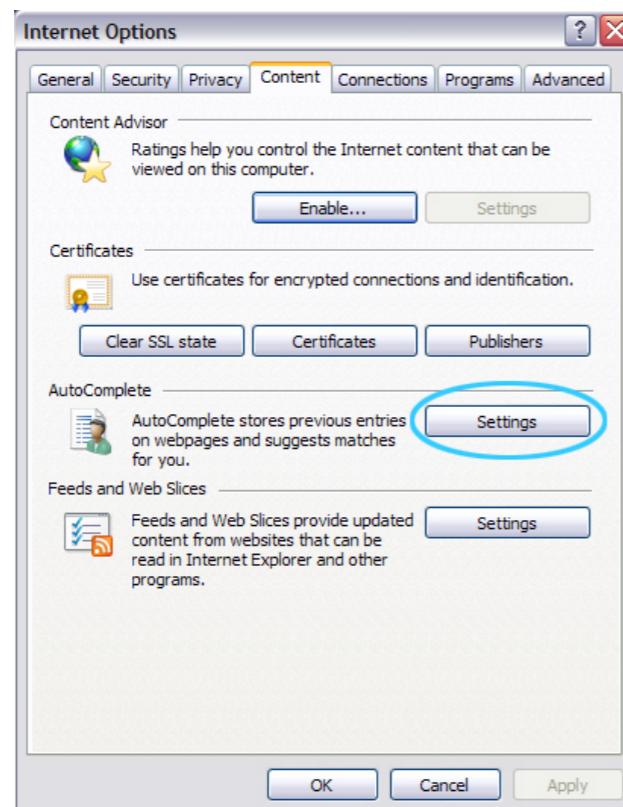 Internet Options
?
General Security Privacy Content Connections Programs Advanced
Content Advisor
Ratings help you control the Internet content that can be
viewed on this computer.
Enable... Settings
Certificates
Use certificates for encrypted connections and identification.
Clear SSL state Certificates Publishers
AutoComplete
AutoComplete stores previous entries
on webpages and suggests matches
for you.
Settings
Feeds and Web Slices
Feeds and Web Slices provide updated
content from websites that can be
read in Internet Explorer and other
programs.
Settings
OK Cancel Apply